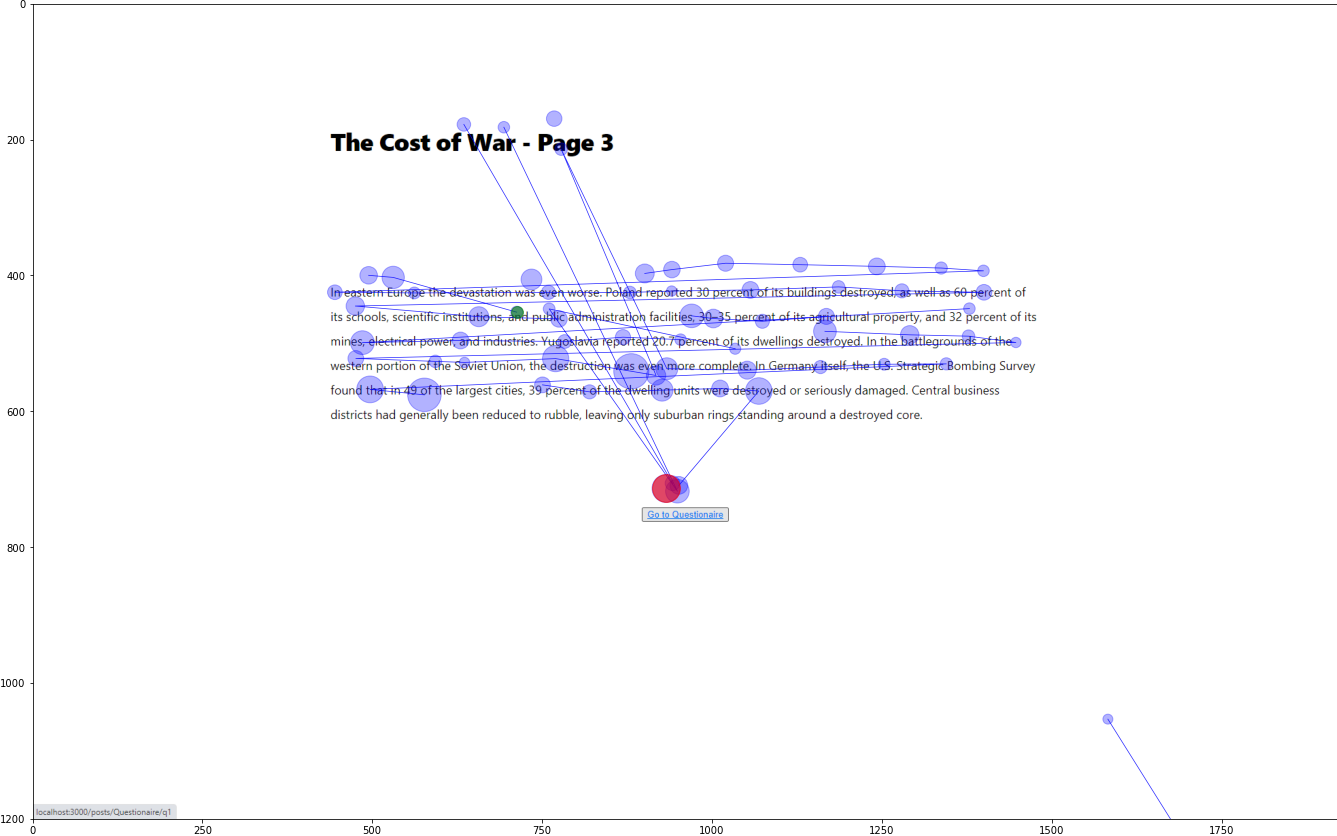 The Cost of War - Page 3
In eastern Europe the devastation was even worse. Poland reported 30 percent of its buildings destroyed, as well as 60 percent of
its schools, scientific institutions, and public administration facilities, 30-35 percent of its agricultural property, and 32 percent of its
mines, electrical power, and industries. Yugoslavia reported 20.7 percent of its dwellings destroyed. In the battlegrounds of the
western portion of the Soviet Union, the destruction was even more complete. In Germany itself, the U.S. Strategic Bombing Survey
found that in 49 of the largest cities, 39 percent of the dwelling units were destroyed or seriously damaged. Central business
districts had generally been reduced to rubble, leaving only suburban rings standing around a destroyed core.
Go to Questionaire
localhost:3000/posts/Questionaire/q1
0
200
400
600
800
1000
1200
0 250 500 750 1000 1250 1500 1750